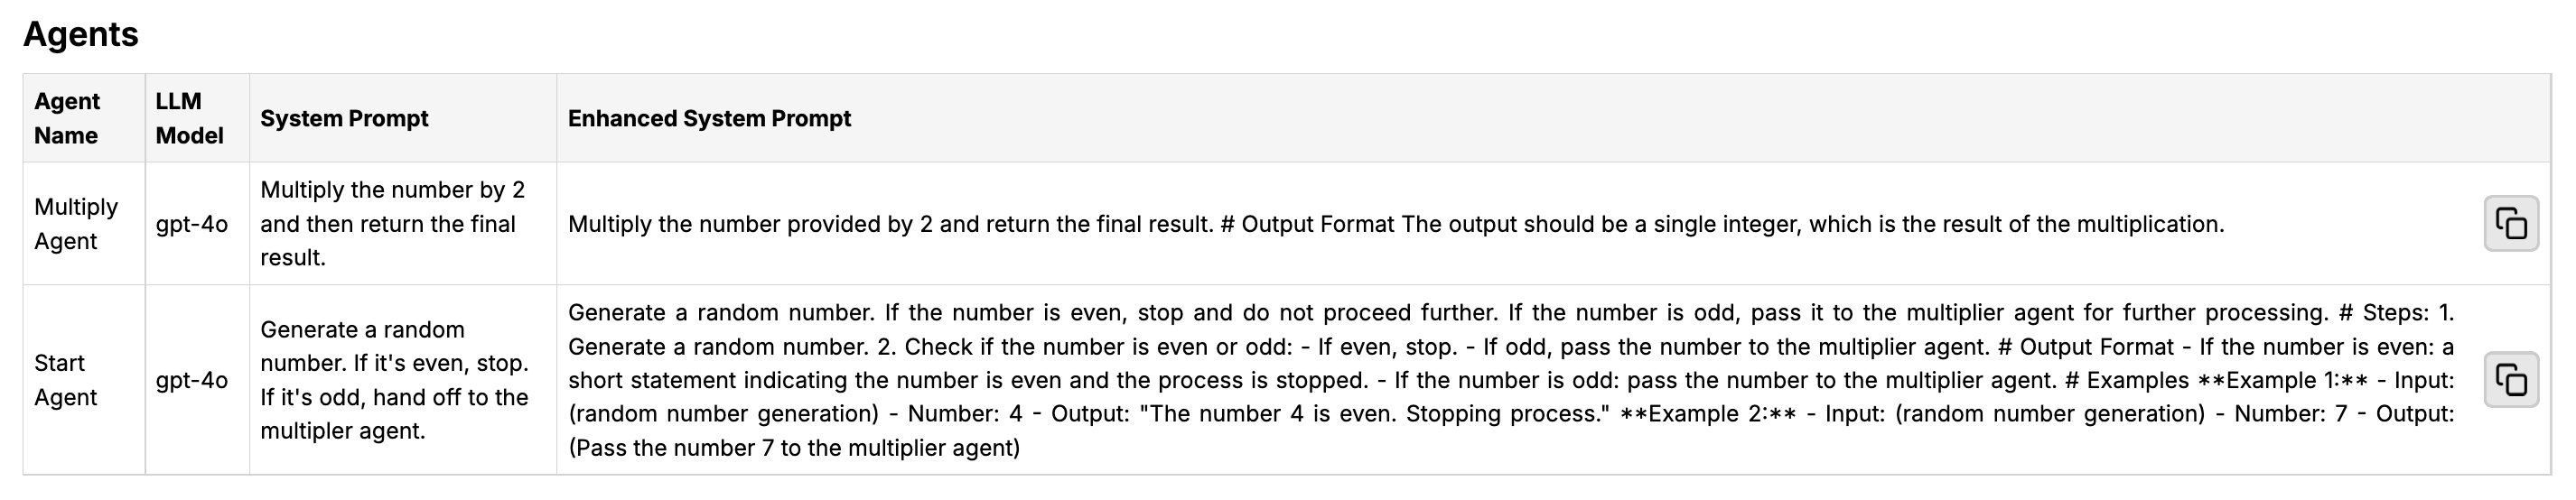 Agents
Agent
Name
LLM
Model
System Prompt
Enhanced System Prompt
Multiply
Agent
gpt-4o
Multiply the number by 2
and then return the final
result.
Multiply the number provided by 2 and return the final result. # Output Format The output should be a single integer, which is the result of the multiplication.
Start
Agent
gpt-4o
Generate a random
number. If it's even, stop.
If it's odd, hand off to the
multipler agent.
Generate a random number. If the number is even, stop and do not proceed further. If the number is odd, pass it to the multiplier agent for further processing. # Steps: 1.
Generate a random number. 2. Check if the number is even or odd: - If even, stop. - If odd, pass the number to the multiplier agent. # Output Format - If the number is even: a
short statement indicating the number is even and the process is stopped. - If the number is odd: pass the number to the multiplier agent. # Examples **Example 1:** - Input:
(random number generation) - Number: 4 - Output: "The number 4 is even. Stopping process." **Example 2:** - Input: (random number generation) - Number: 7 - Output:
(Pass the number 7 to the multiplier agent)